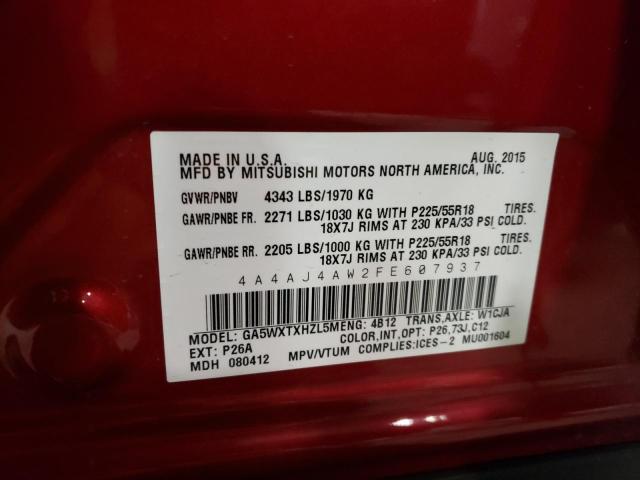 MADE IN U.S.A. AUG. 2015
MFD BY MITSUBISHI MOTORS NORTH AMERICA, INC.
GVWR/PNBV 4343 LBS/1970 KG
GAWR/PNBE FR. 2271 LBS/1030 KG WITH P225/55R18 TIRES.
18X7J RIMS AT 230 KPA/33 PSI COLD.
GAWR/PNBE RR. 2205 LBS/1000 KG WITH P225/55R18 TIRES.
18X7J RIMS AT 230 KPA/33 PSI COLD.
4A4AJ4AW2FE607937
MODEL: GA5WXTXHZL5MENG: 4B12 TRANS,AXLE: W1CJA
EXT: P26A COLOR,INT,OPT: P26,73J,C12
MDH 080412 MPV/VTUM COMPLIES:ICES-2 MU001604